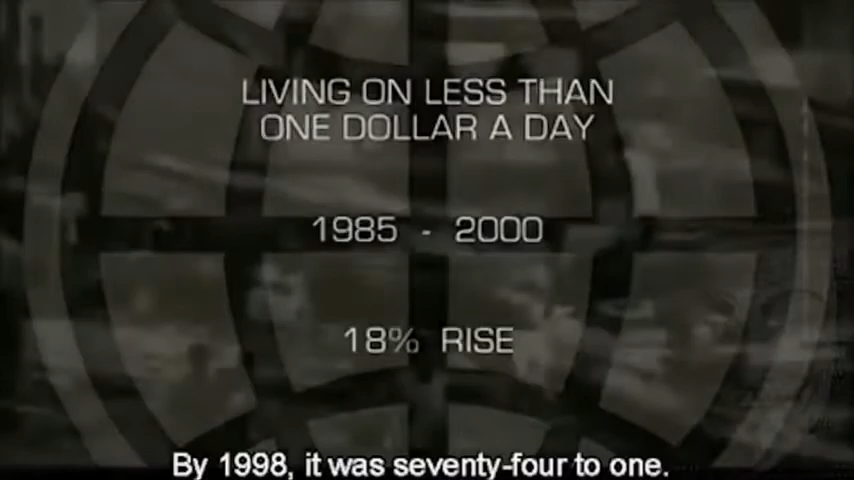 LIVING ON LESS THAN
ONE DOLLAR A DAY
1985 - 2000
18% RISE
By 1998, it was seventy-four to one.